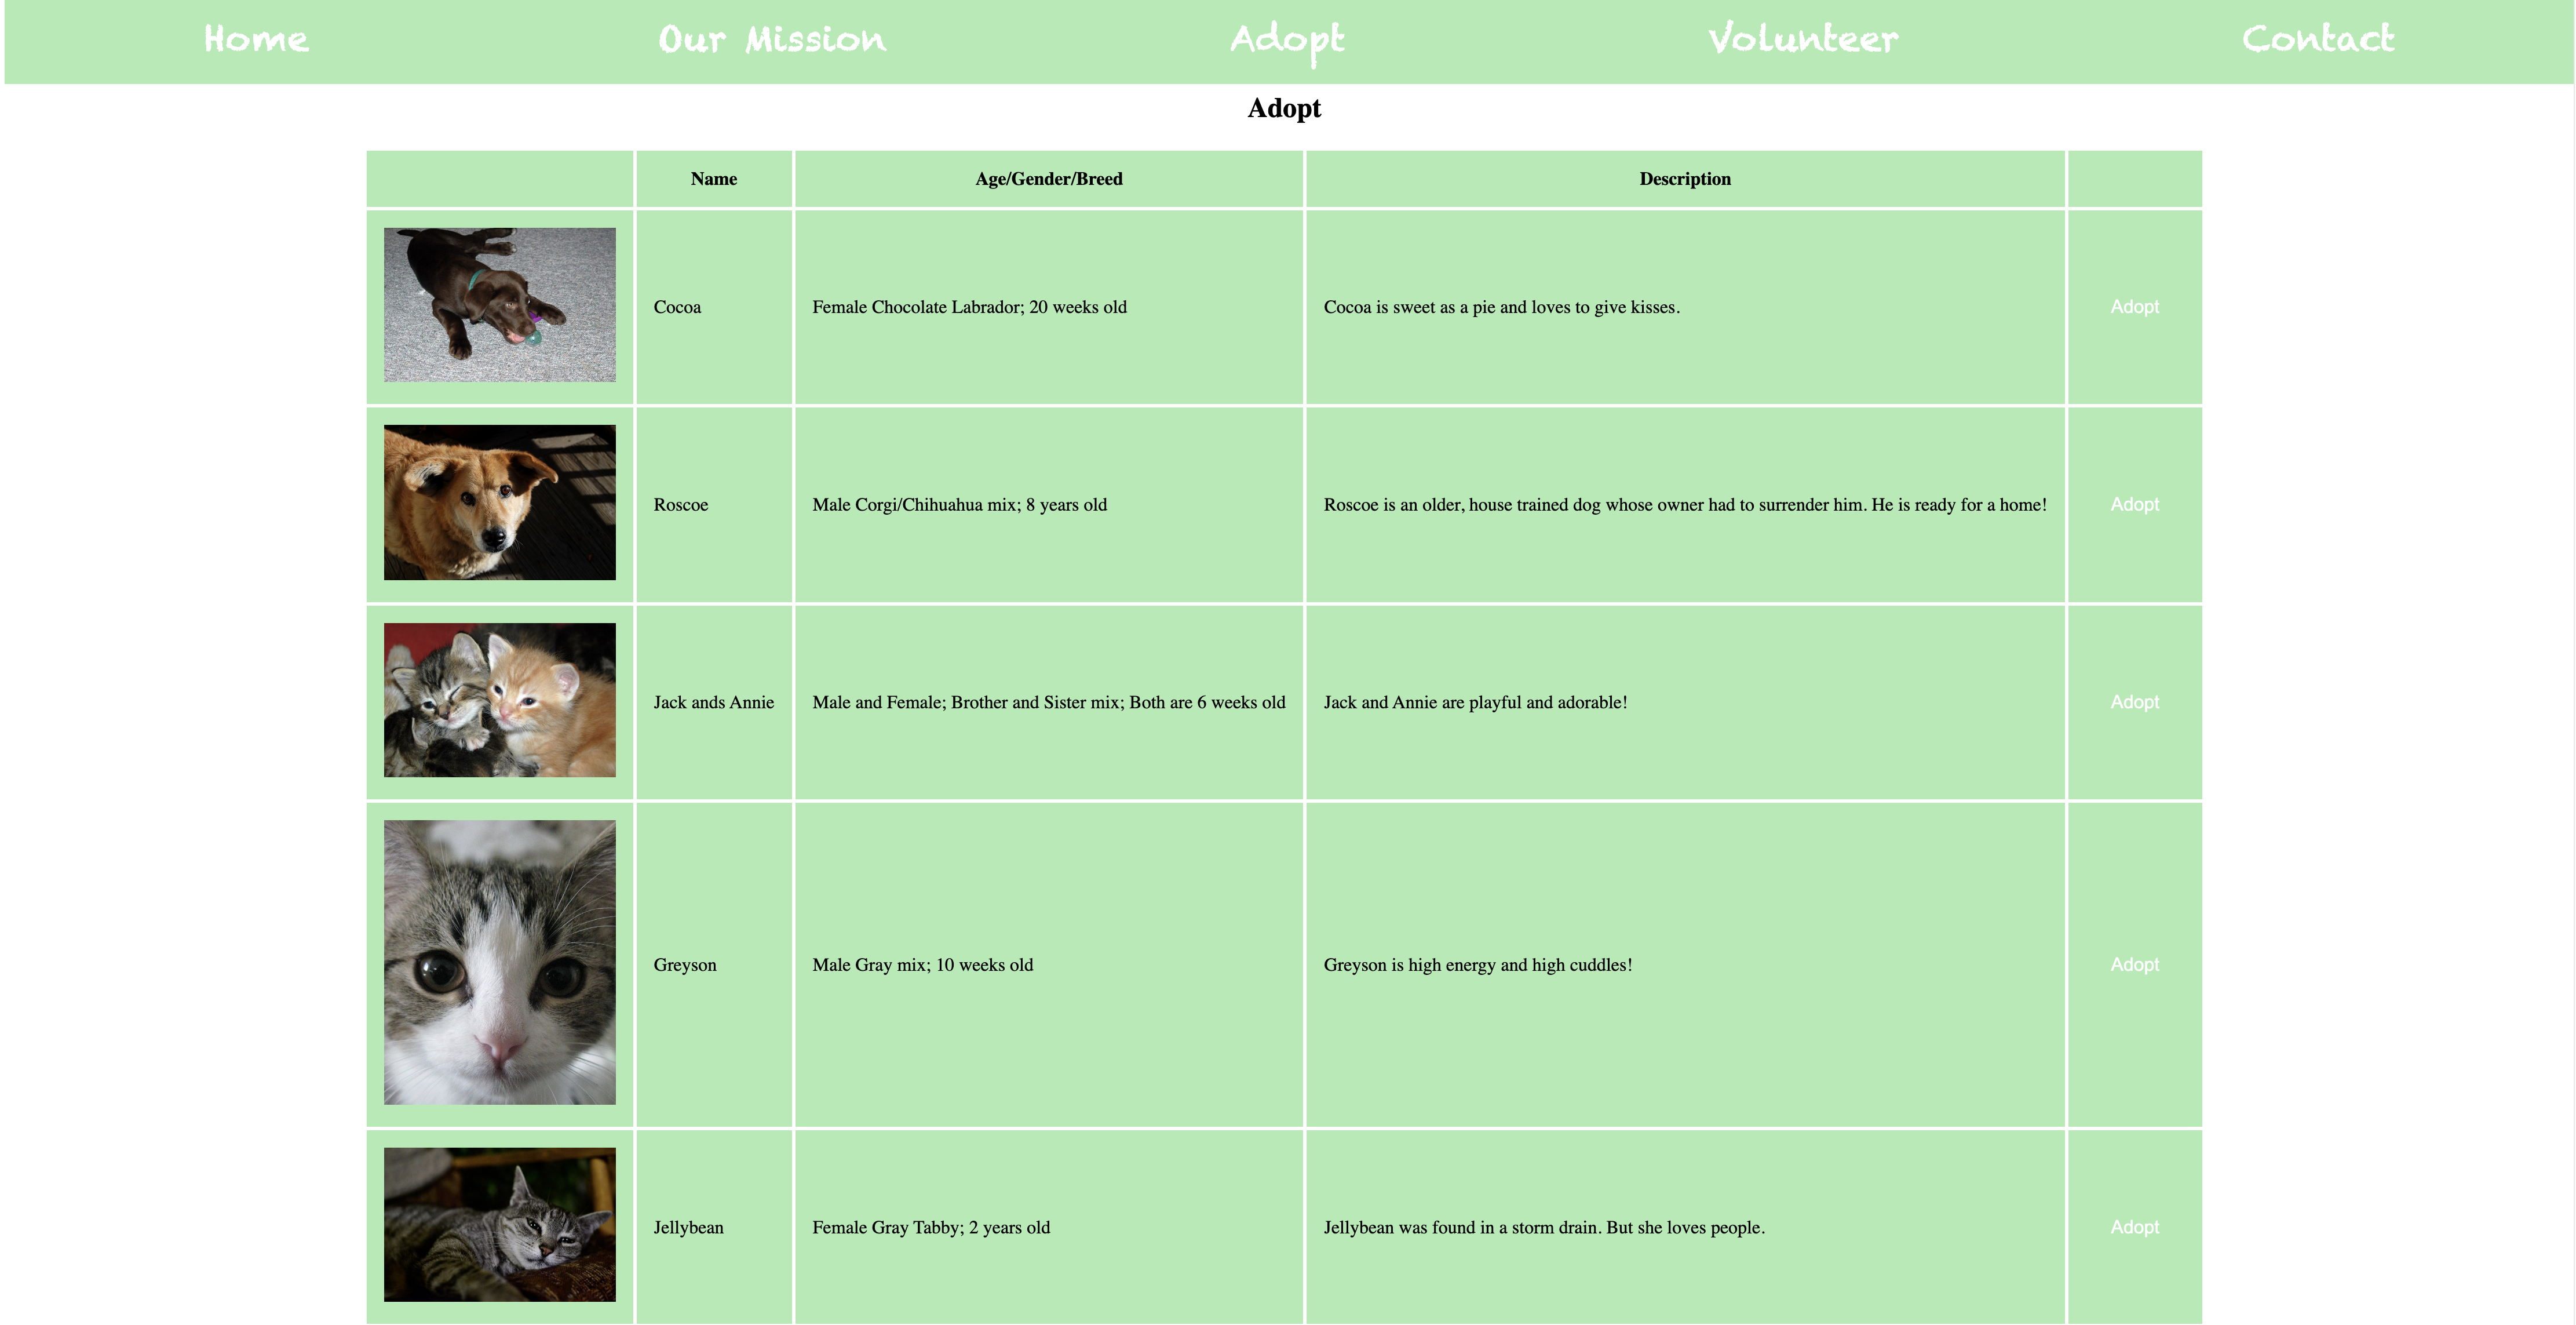 Home Our Mission Adopt Volunteer Contact
Adopt
Name Age/Gender/Breed Description
Cocoa Female Chocolate Labrador; 20 weeks old Cocoa is sweet as a pie and loves to give kisses. Adopt
Roscoe Male Corgi/Chihuahua mix; 8 years old Roscoe is an older, house trained dog whose owner had to surrender him. He is ready for a home! Adopt
Jack ands Annie Male and Female; Brother and Sister mix; Both are 6 weeks old Jack and Annie are playful and adorable! Adopt
Greyson Male Gray mix; 10 weeks old Greyson is high energy and high cuddles! Adopt
Jellybean Female Gray Tabby; 2 years old Jellybean was found in a storm drain. But she loves people. Adopt